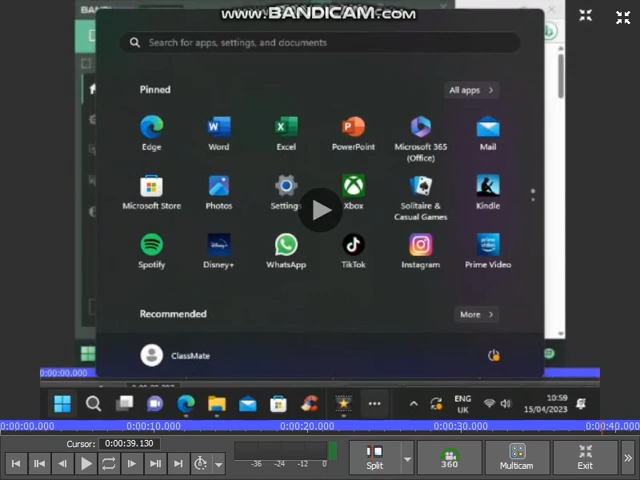 www.BANDICAM.com
Search for apps, settings, and documents
Pinned
All apps
Edge
Word
Excel
PowerPoint
Microsoft 365
(Office)
Mail
Microsoft Store
Photos
Settings
Xbox
Solitaire &
Casual Games
Kindle
Spotify
Disney+
WhatsApp
TikTok
Instagram
Prime Video
Recommended
More
ClassMate
0:00:00.000
ENG
UK
10:59
15/04/2023
0:00:00.000
0:00:10.000
0:00:20.000
0:00:30.000
0:00:40.000
Cursor: 0:00:39.130
-36 -24 -12 0
Split
360
Multicam
Exit